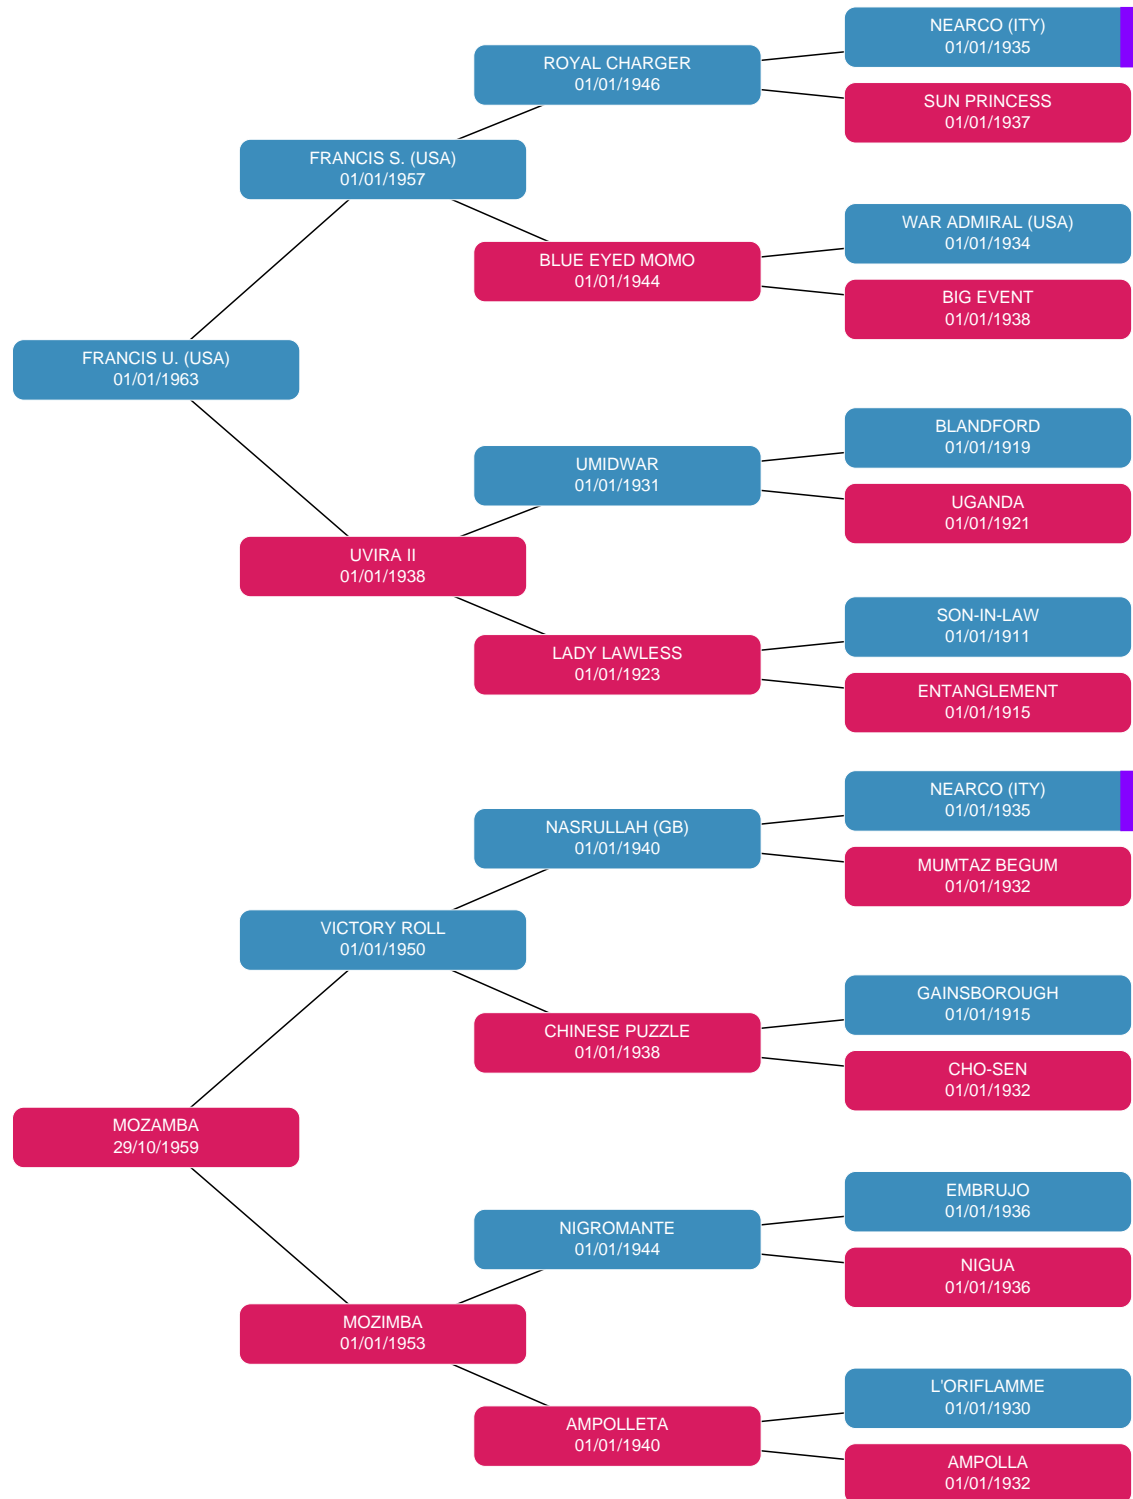 NEARCO (ITY)
01/01/1935
ROYAL CHARGER
01/01/1946
SUN PRINCESS
01/01/1937
FRANCIS S. (USA)
01/01/1957
WAR ADMIRAL (USA)
01/01/1934
BLUE EYED MOMO
01/01/1944
BIG EVENT
01/01/1938
FRANCIS U. (USA)
01/01/1963
BLANDFORD
01/01/1919
UMIDWAR
01/01/1931
UGANDA
01/01/1921
UVIRA II
01/01/1938
SON-IN-LAW
01/01/1911
LADY LAWLESS
01/01/1923
ENTANGLEMENT
01/01/1915
NEARCO (ITY)
01/01/1935
NASRULLAH (GB)
01/01/1940
MUMTAZ BEGUM
01/01/1932
VICTORY ROLL
01/01/1950
GAINSBOROUGH
01/01/1915
CHINESE PUZZLE
01/01/1938
CHO-SEN
01/01/1932
MOZAMBA
29/10/1959
EMBRUJO
01/01/1936
NIGROMANTE
01/01/1944
NIGUA
01/01/1936
MOZIMBA
01/01/1953
L'ORIFLAMME
01/01/1930
AMPOLLETA
01/01/1940
AMPOLLA
01/01/1932